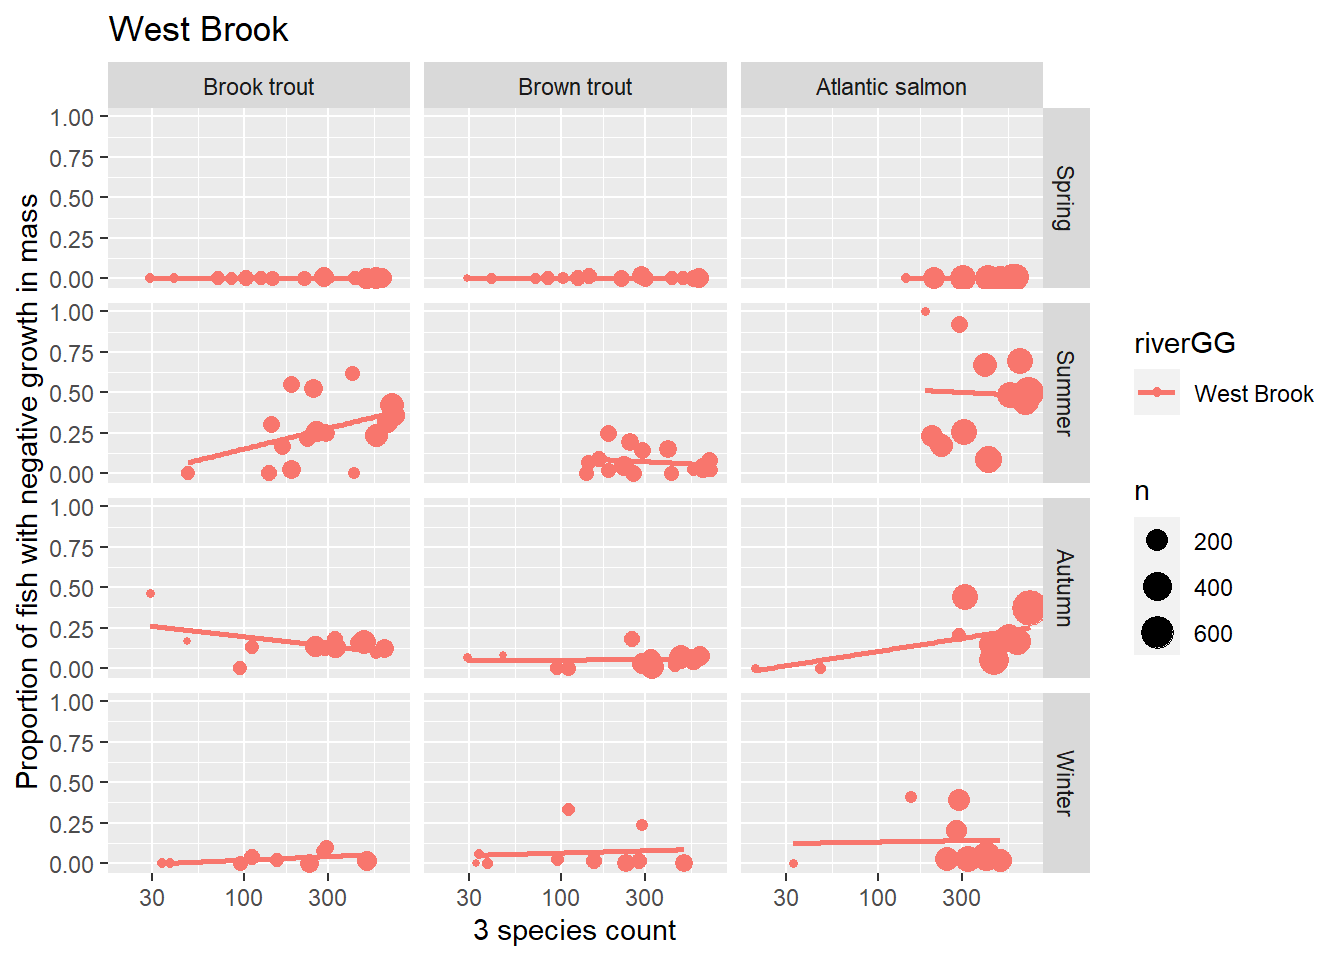 West Brook
Brook trout
Brown trout
Atlantic salmon
Proportion of fish with negative growth in mass
1.00
0.75
0.50
0.25
0.00
Spring
1.00
0.75
0.50
0.25
0.00
Summer
1.00
0.75
0.50
0.25
0.00
Autumn
1.00
0.75
0.50
0.25
0.00
Winter
30 100 300
30 100 300
30 100 300
3 species count
riverGG
West Brook
n
200
400
600